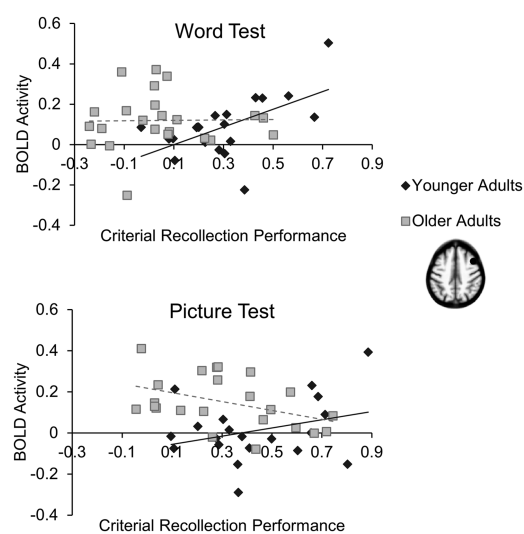 Word Test
0.6
0.4
0.2
0
-0.2
-0.4
-0.3 -0.1 0.1 0.3 0.5 0.7 0.9
BOLD Activity
Criterial Recollection Performance
Younger Adults
Older Adults
Picture Test
0.6
0.4
0.2
0
-0.2
-0.4
-0.3 -0.1 0.1 0.3 0.5 0.7 0.9
BOLD Activity
Criterial Recollection Performance